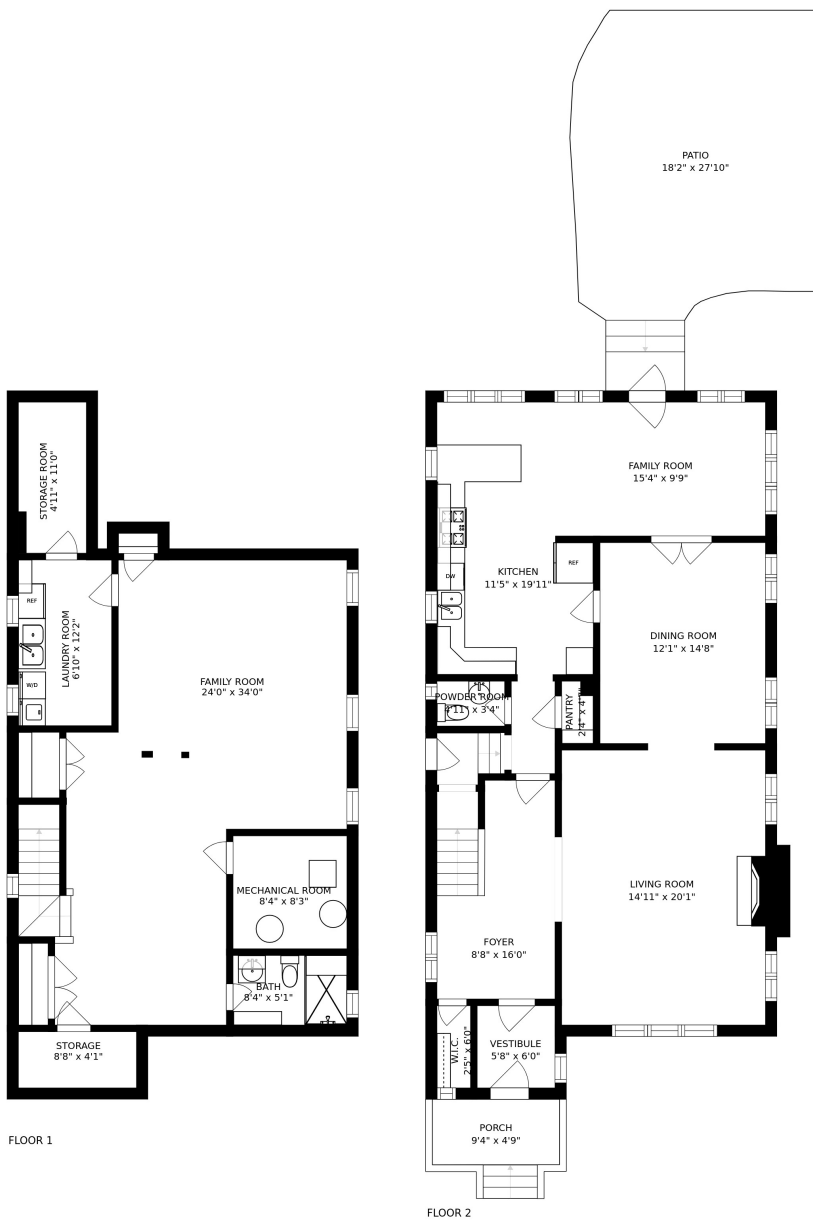 PATIO
18'2" x 27'10"
STORAGE ROOM
4'11" x 11'0"
REF
LAUNDRY ROOM
6'10" x 12'2"
W/D
FAMILY ROOM
24'0" x 34'0"
MECHANICAL ROOM
8'4" x 8'3"
BATH
8'4" x 5'1"
STORAGE
8'8" x 4'1"
FLOOR 1
FAMILY ROOM
15'4" x 9'9"
KITCHEN
11'5" x 19'11"
REF
DW
DINING ROOM
12'1" x 14'8"
POWDER ROOM
4'11" x 3'4"
PANTRY
LIVING ROOM
14'11" x 20'1"
FOYER
8'8" x 16'0"
W.I.C.
2'5" x 6'0"
VESTIBULE
5'8" x 6'0"
PORCH
9'4" x 4'9"
FLOOR 2